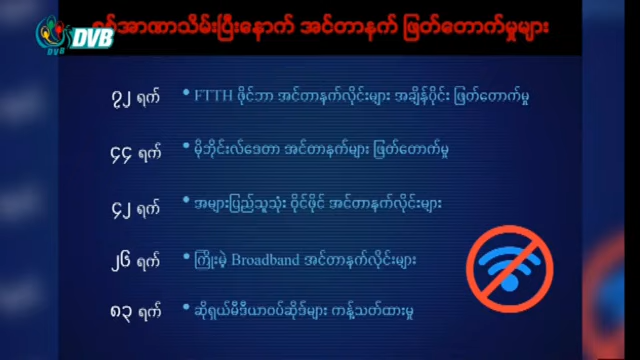 DVB
အာဏာသိမ်းပြီးနောက် အင်တာနက် ဖြတ်တောက်မှုများ
DVB
၇၂ ရက်
• FTTH ဖိုင်ဘာ အင်တာနက်လိုင်းများ အချိန်ပိုင်း ဖြတ်တောက်မှု
၄၄ ရက်
• မိုဘိုင်းလ်ဒေတာ အင်တာနက်များ ဖြတ်တောက်မှု
၄၂ ရက်
• အများပြည်သူသုံး ဝိုင်ဖိုင် အင်တာနက်လိုင်းများ
၂၆ ရက်
• ကြိုးမဲ့ Broadband အင်တာနက်လိုင်းများ
၈၃ ရက်
• ဆိုရှယ်မီဒီယာဝပ်ဆိုဒ်များ ကန့်သတ်ထားမှု